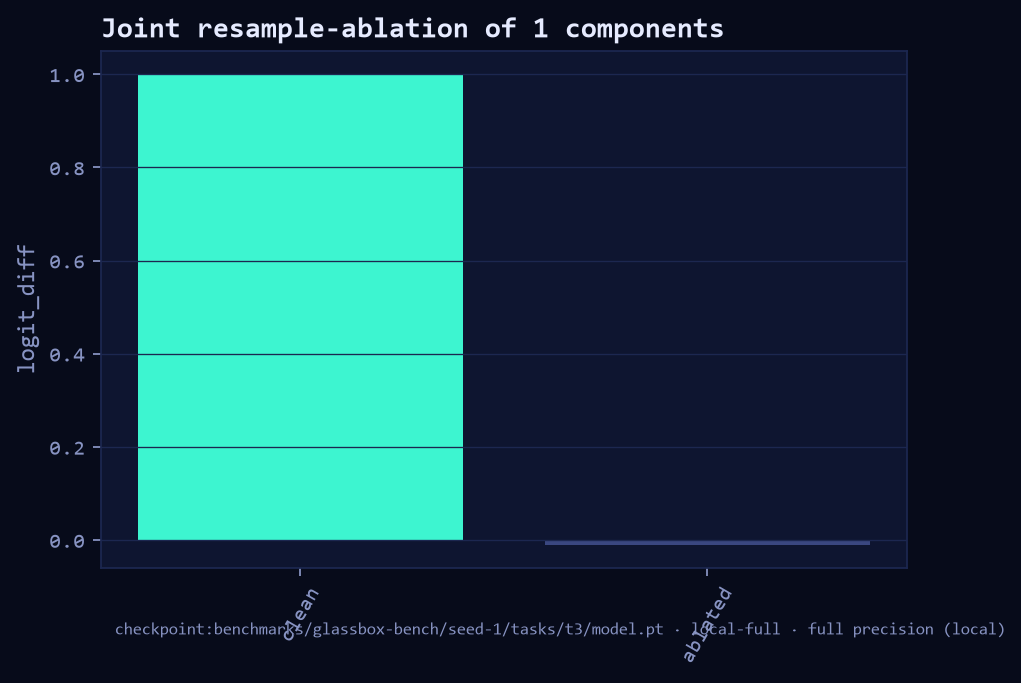 Joint resample-ablation of 1 components
logit_diff
1.0
0.8
0.6
0.4
0.2
0.0
clean
ablated
checkpoint:benchmarks/glassbox-bench/seed-1/tasks/t3/model.pt · local-full · full precision (local)